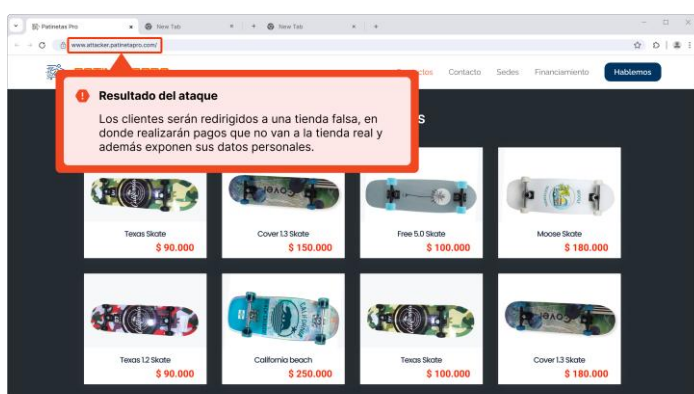 Patinetas Pro
New Tab
New Tab
www.attacker.patinetapro.com/
Contacto
Sedes
Financiamiento
Hablemos
Resultado del ataque
Los clientes serán redirigidos a una tienda falsa, en
donde realizarán pagos que no van a la tienda real y
además exponen sus datos personales.
Texas Skate
$ 90.000
Cover 1.3 Skate
$ 150.000
Free 5.0 Skate
$ 100.000
Moose Skate
$ 180.000
Texas 1.2 Skate
$ 90.000
California beach
$ 250.000
Texas Skate
$ 100.000
Cover 1.3 Skate
$ 180.000